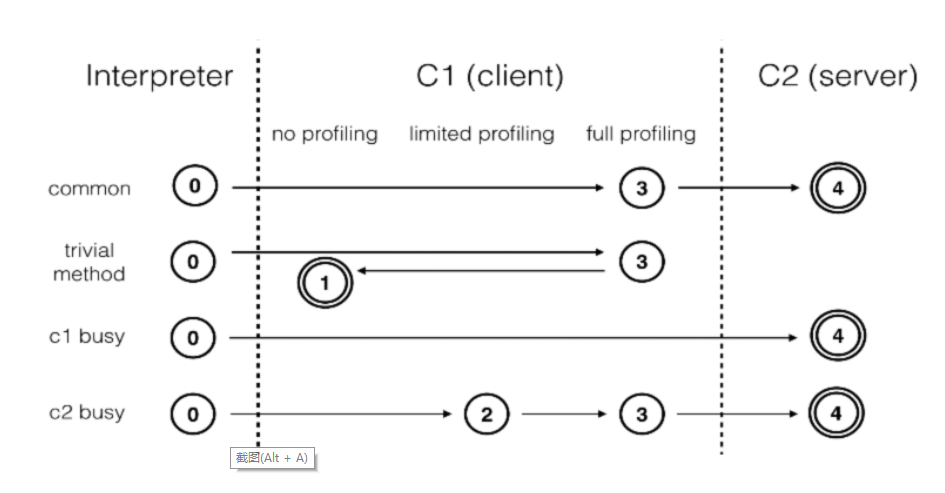 Interpreter
C1 (client)
C2 (server)
no profiling
limited profiling
full profiling
common
0
3
4
trivial
method
0
3
1
c1 busy
0
4
c2 busy
0
2
3
4
截图(Alt + A)